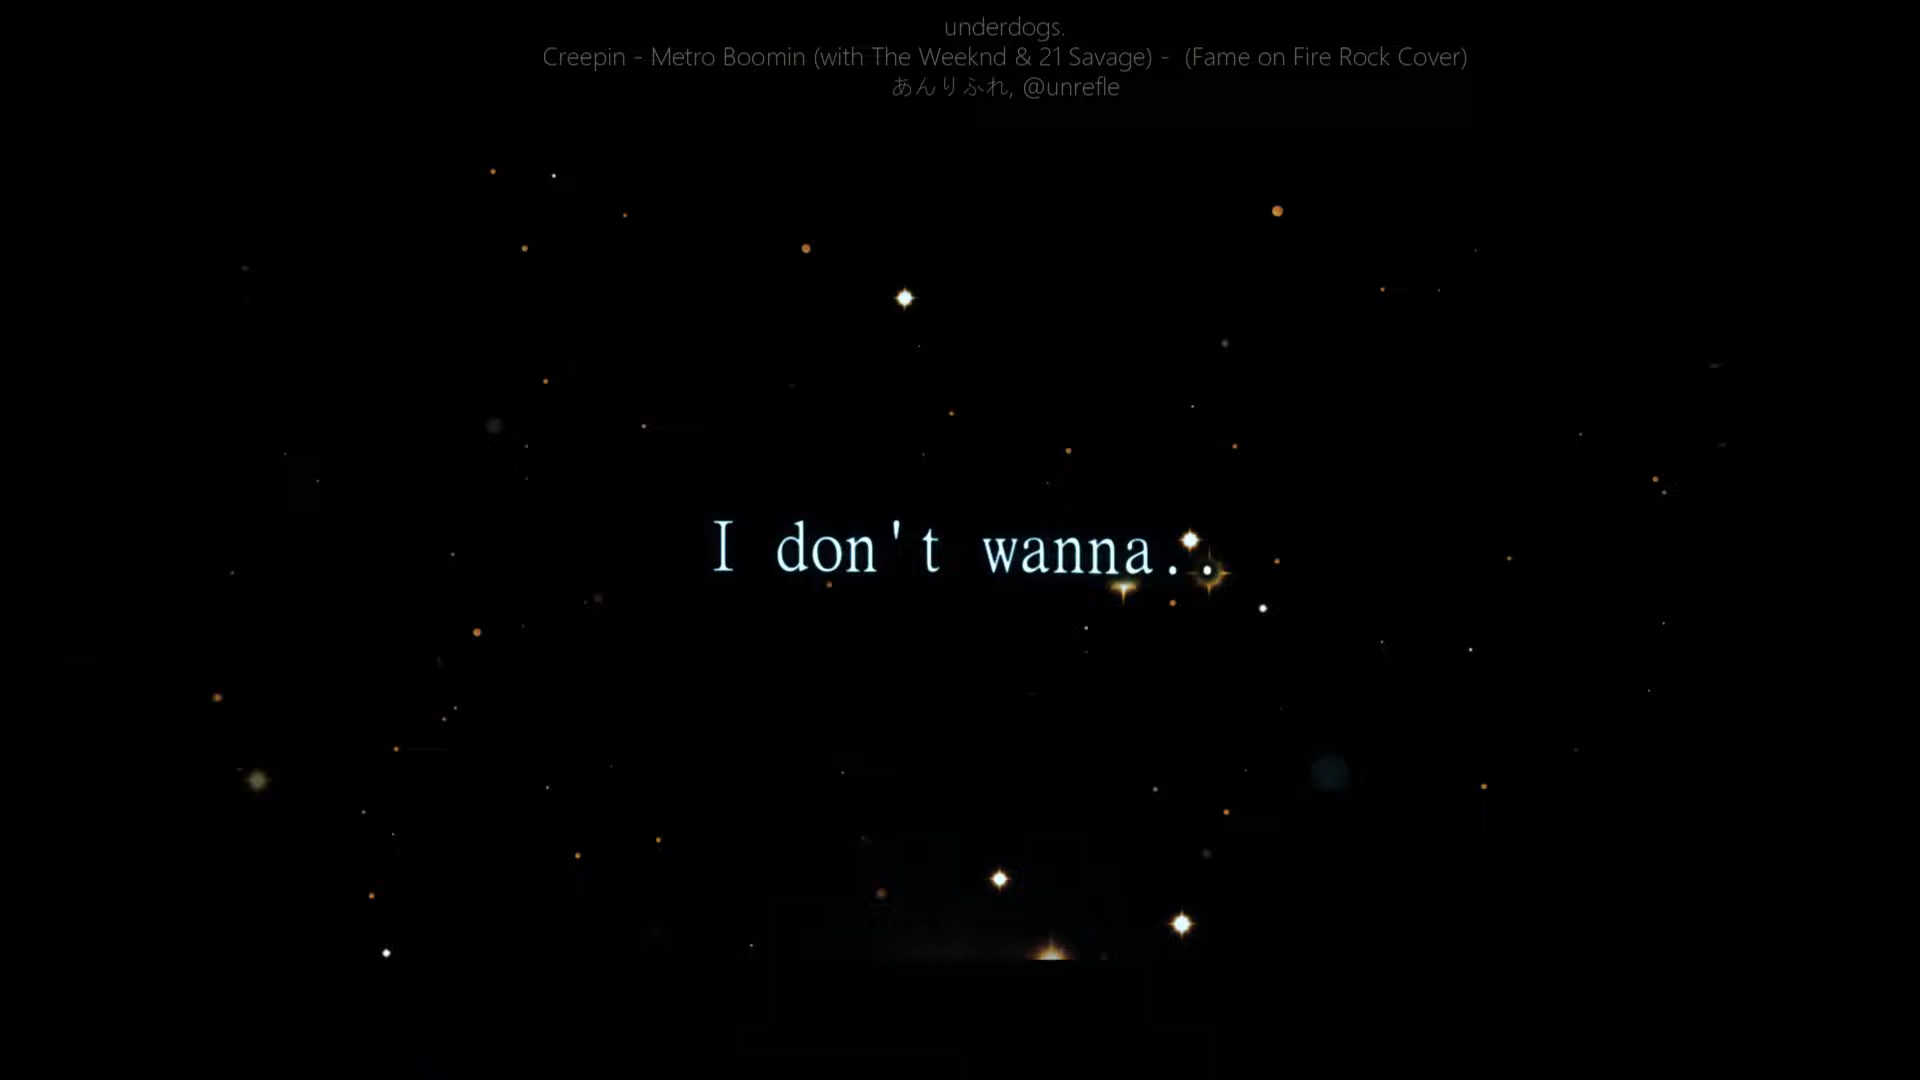 underdogs.
Creepin - Metro Boomin (with The Weeknd & 21 Savage) -  (Fame on Fire Rock Cover)
あんりふれ, @unrefle
I don't wanna..